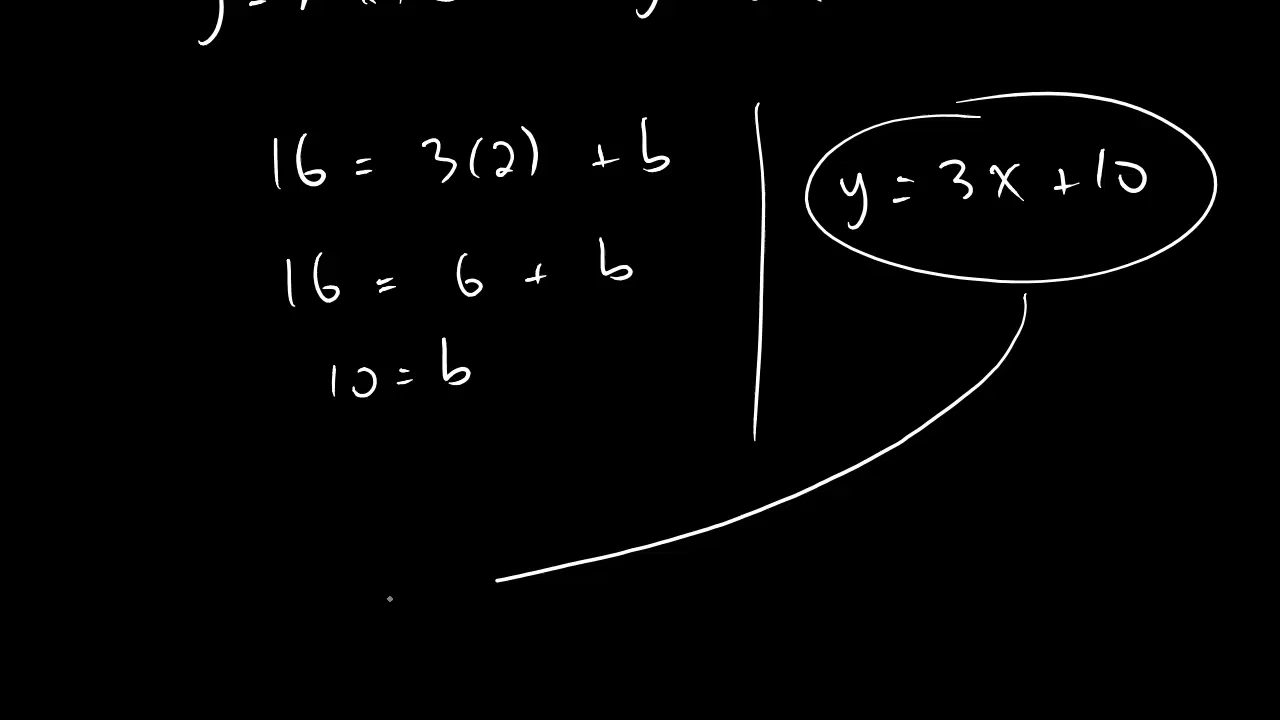 16 = 3(2) + b
16 = 6 + b
10 = b
y = 3x + 10